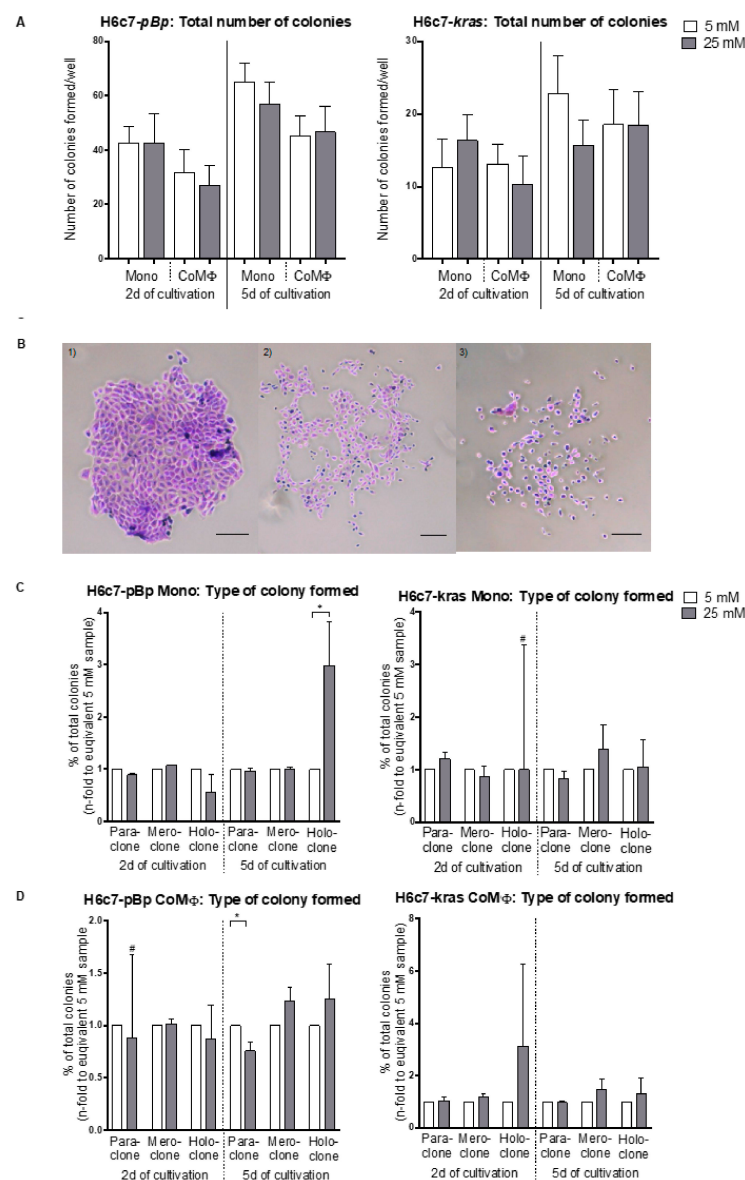 A
H6c7-pBp: Total number of colonies
H6c7-kras: Total number of colonies
5 mM
25 mM
Number of colonies formed/well
80
60
40
20
0
Mono CoMΦ Mono CoMΦ
2d of cultivation 5d of cultivation
Number of colonies formed/well
30
20
10
0
Mono CoMΦ Mono CoMΦ
2d of cultivation 5d of cultivation
B
1) 2) 3)
C
H6c7-pBp Mono: Type of colony formed
H6c7-kras Mono: Type of colony formed
5 mM
25 mM
% of total colonies
(n-fold to euqivalent 5 mM sample)
4
3
2
1
0
*
Para- Mero- Holo- Para- Mero- Holo-
clone clone clone clone clone clone
2d of cultivation 5d of cultivation
% of total colonies
(n-fold to euqivalent 5 mM sample)
4
3
2
1
0
#
Para- Mero- Holo- Para- Mero- Holo-
clone clone clone clone clone clone
2d of cultivation 5d of cultivation
D
H6c7-pBp CoMΦ: Type of colony formed
H6c7-kras CoMΦ: Type of colony formed
% of total colonies
(n-fold to euqivalent 5 mM sample)
2.0
1.5
1.0
0.5
0.0
# *
Para- Mero- Holo- Para- Mero- Holo-
clone clone clone clone clone clone
2d of cultivation 5d of cultivation
% of total colonies
(n-fold to euqivalent 5 mM sample)
8
6
4
2
0
Para- Mero- Holo- Para- Mero- Holo-
clone clone clone clone clone clone
2d of cultivation 5d of cultivation